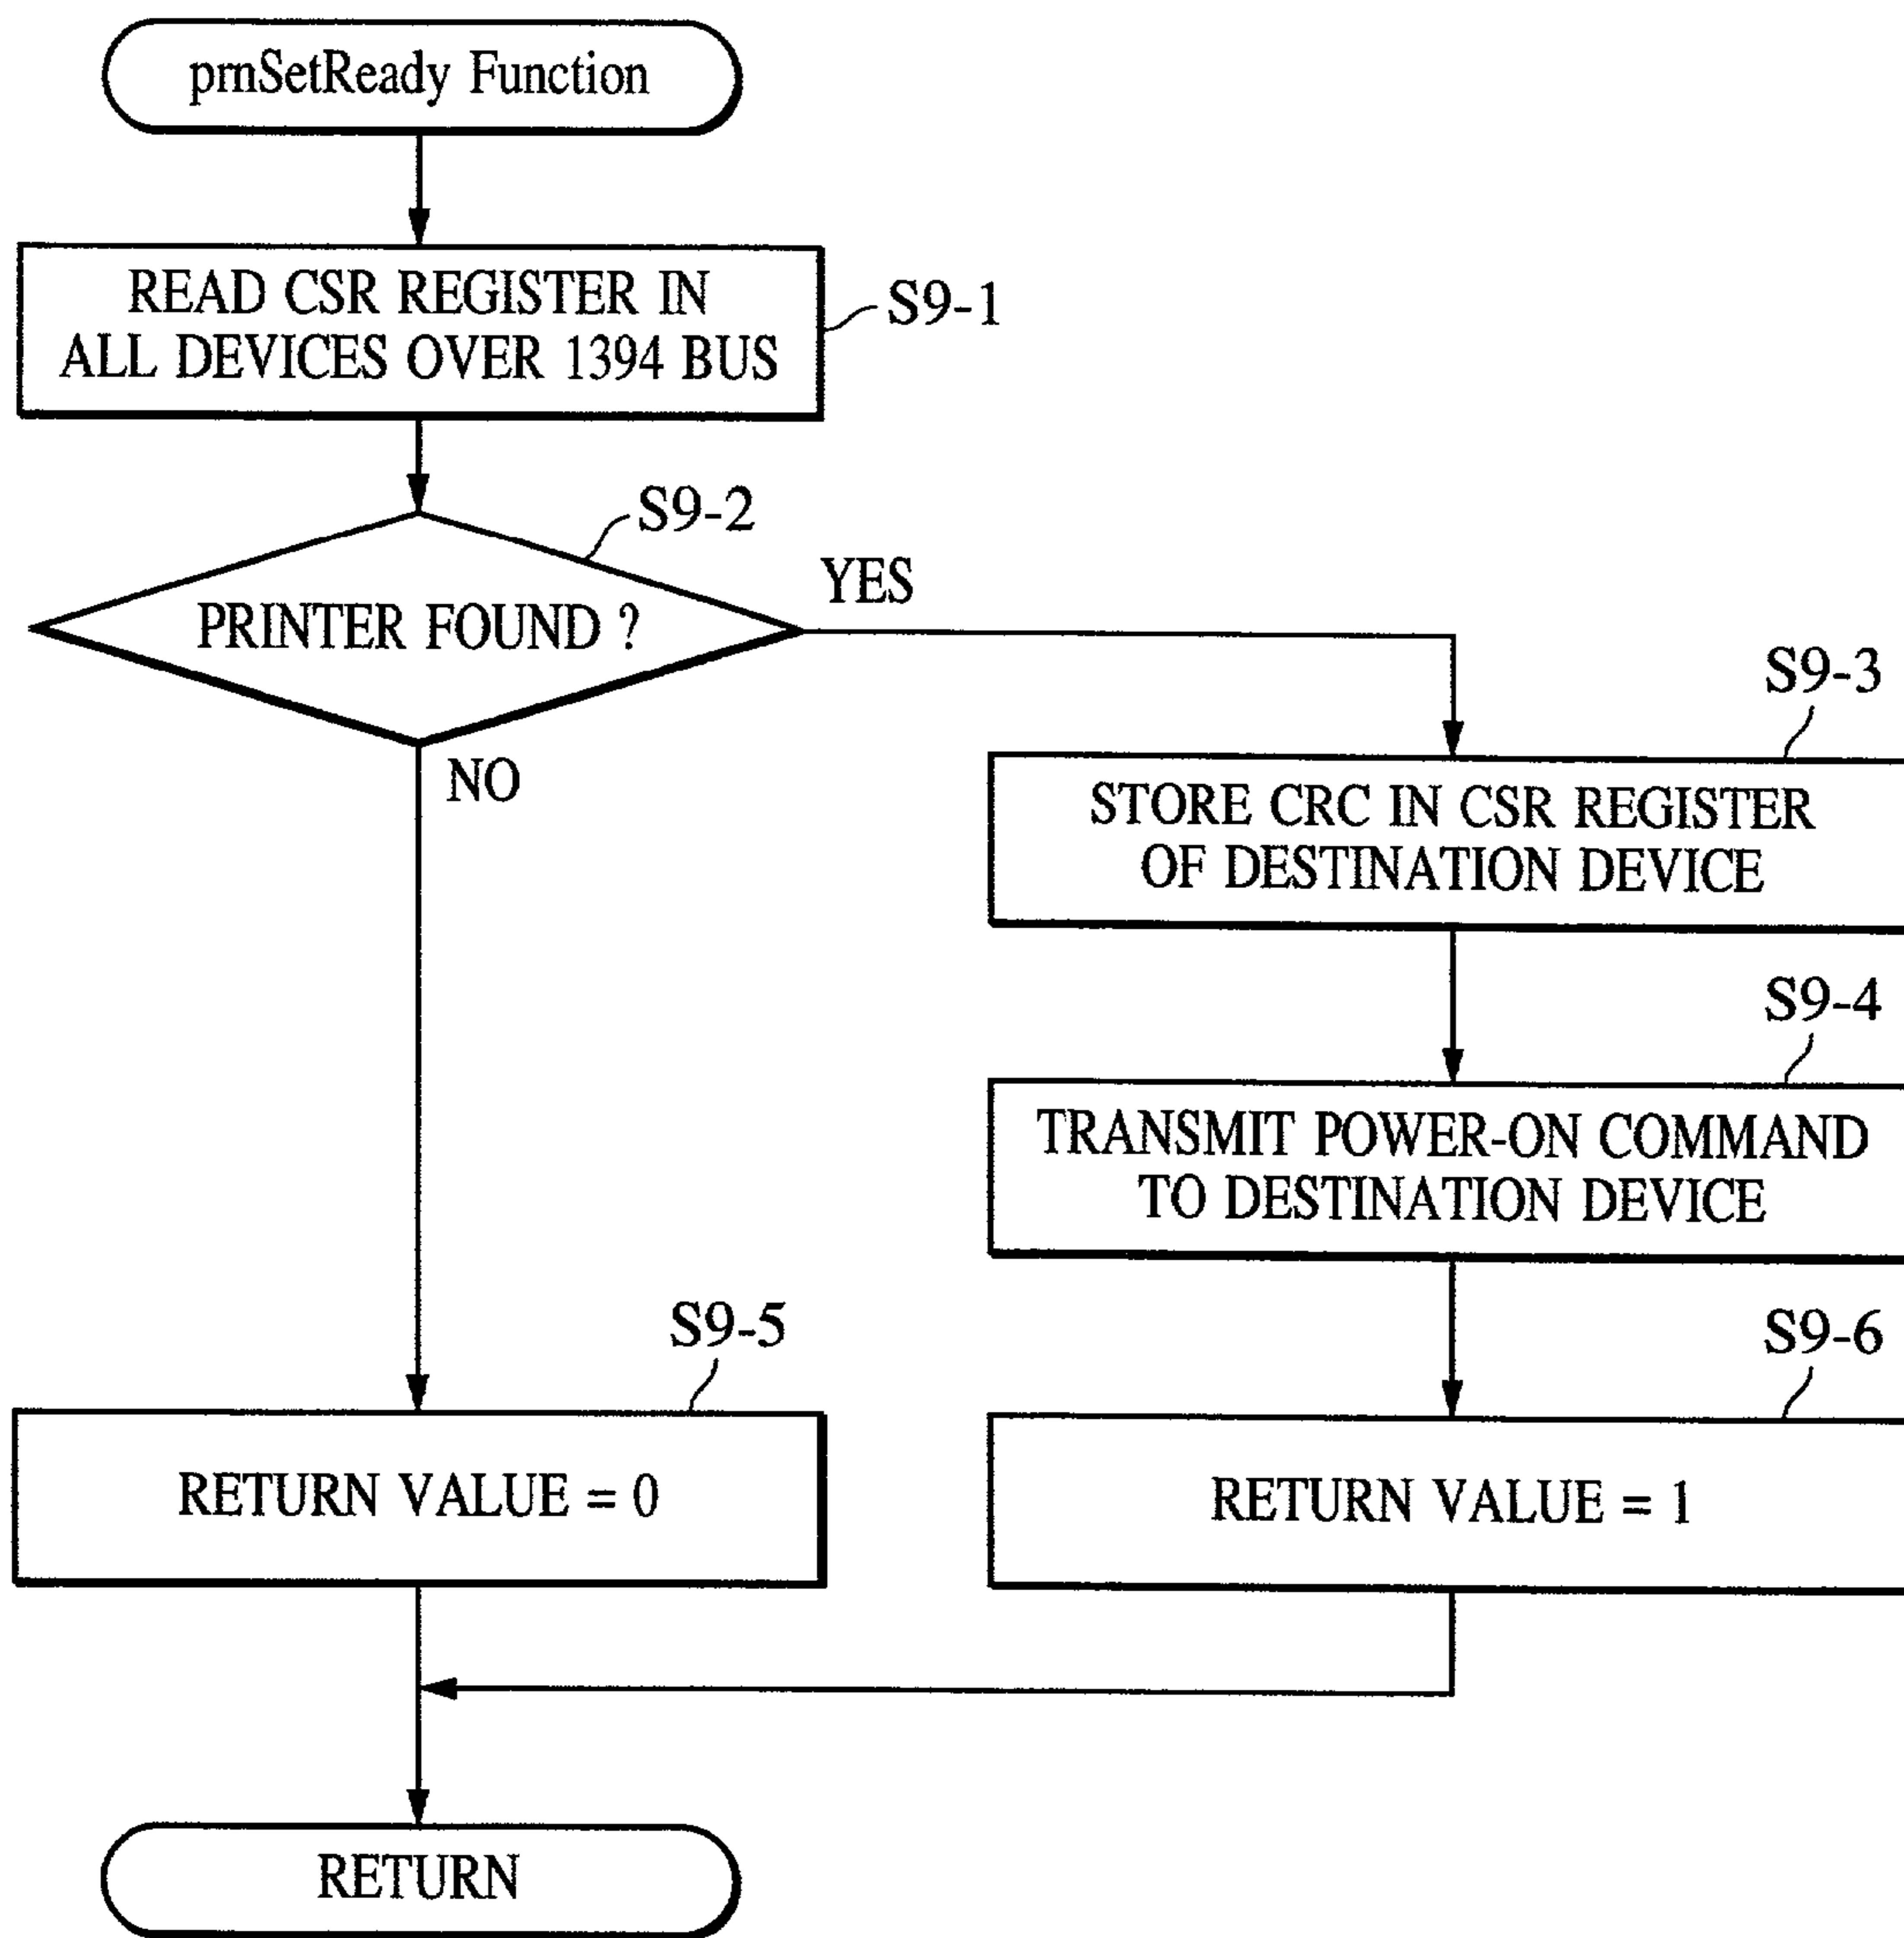 pmSetReady Function
READ CSR REGISTER IN
ALL DEVICES OVER 1394 BUS
S9-1
S9-2
PRINTER FOUND ?
YES
NO
S9-3
STORE CRC IN CSR REGISTER
OF DESTINATION DEVICE
S9-4
TRANSMIT POWER-ON COMMAND
TO DESTINATION DEVICE
S9-5
RETURN VALUE = 0
S9-6
RETURN VALUE = 1
RETURN